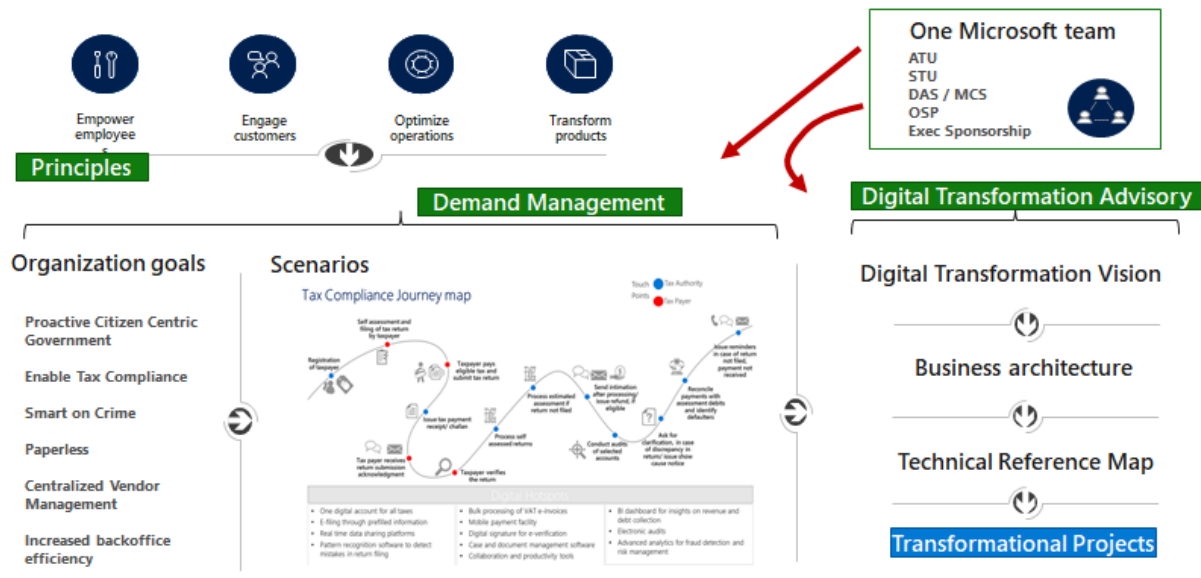 One Microsoft team
ATU
STU
DAS / MCS
OSP
Exec Sponsorship
Empower
employee
s
Engage
customers
Optimize
operations
Transform
products
Principles
Demand Management
Digital Transformation Advisory
Organization goals
Proactive Citizen Centric
Government
Enable Tax Compliance
Smart on Crime
Paperless
Centralized Vendor
Management
Increased backoffice
efficiency
Scenarios
Tax Compliance Journey map
Touch
Points
Tax Authority
Tax Payer
Registration
of taxpayer
Self assessment and
filing of tax return
by taxpayer
Taxpayer pays
eligible tax and
submit tax return
Issue tax payment
receipt/ challan
Tax payer receives
return submission
acknowledgment
Taxpayer verifies
the return
Process self
assessed returns
Process estimated
assessment if
return not filed
Send intimation
after processing/
issue refund, if
eligible
Conduct audits
of selected
accounts
Ask for
clarification, in case
of discrepancy in
return/ issue show
cause notice
Reconcile
payments with
assessment debits
and identify
defaulters
Issue reminders
in case of return
not filed,
payment not
received
Digital Hotspots
• One digital account for all taxes
• E-filing through prefilled information
• Real time data sharing platforms
• Pattern recognition software to detect
mistakes in return filing
• Bulk processing of VAT e-invoices
• Mobile payment facility
• Digital signature for e-verification
• Case and document management software
• Collaboration and productivity tools
• BI dashboard for insights on revenue and
debt collection
• Electronic audits
• Advanced analytics for fraud detection and
risk management
Digital Transformation Vision
Business architecture
Technical Reference Map
Transformational Projects